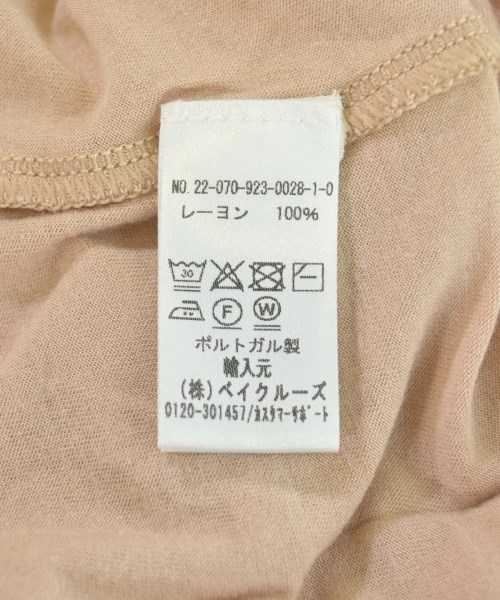 NO. 22-070-923-0028-1-0
レーヨン 100%
30
F W
ポルトガル製
輸入元
(株)ベイクルーズ
0120-301457/ｶｽﾀﾏｰｻﾎﾟｰﾄ